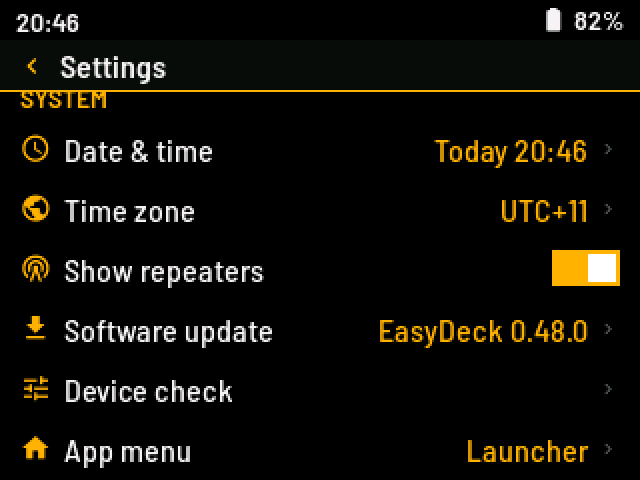 20:46 82%
Settings
SYSTEM
Date & time Today 20:46
Time zone UTC+11
Show repeaters
Software update EasyDeck 0.48.0
Device check
App menu Launcher